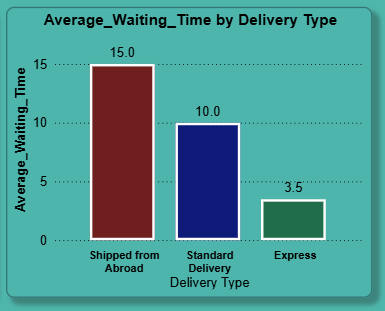 Average_Waiting_Time by Delivery Type
Average_Waiting_Time
15
10
5
0
15.0
10.0
3.5
Shipped from
Abroad
Standard
Delivery
Express
Delivery Type